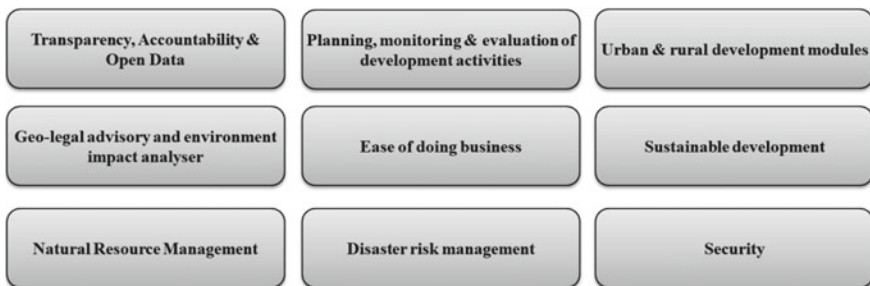 Transparency, Accountability &
Open Data
Planning, monitoring & evaluation of
development activities
Urban & rural development modules
Geo-legal advisory and environment
impact analyser
Ease of doing business
Sustainable development
Natural Resource Management
Disaster risk management
Security